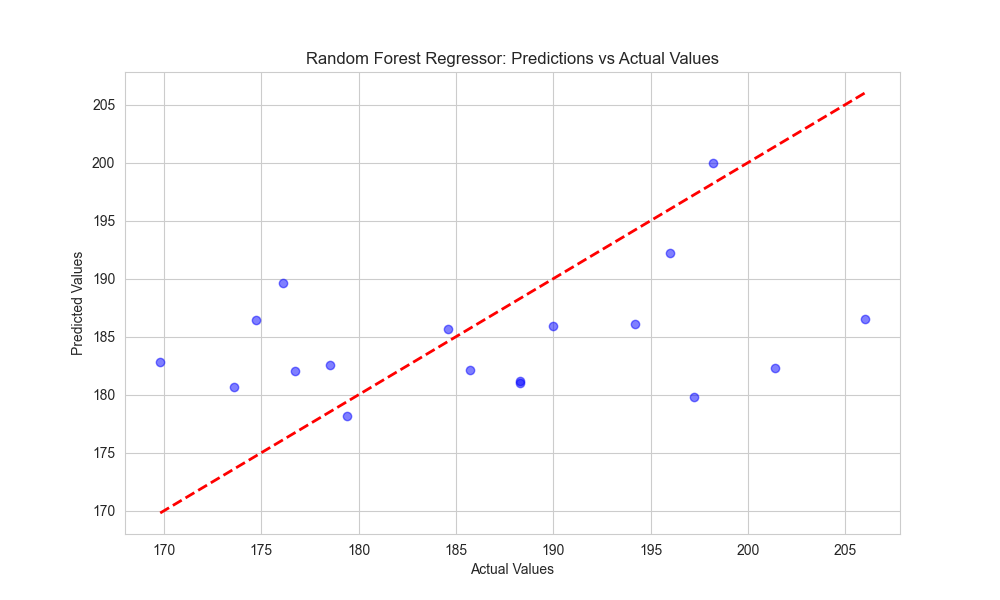 Random Forest Regressor: Predictions vs Actual Values
205
200
195
190
185
180
175
170
Predicted Values
170 175 180 185 190 195 200 205
Actual Values